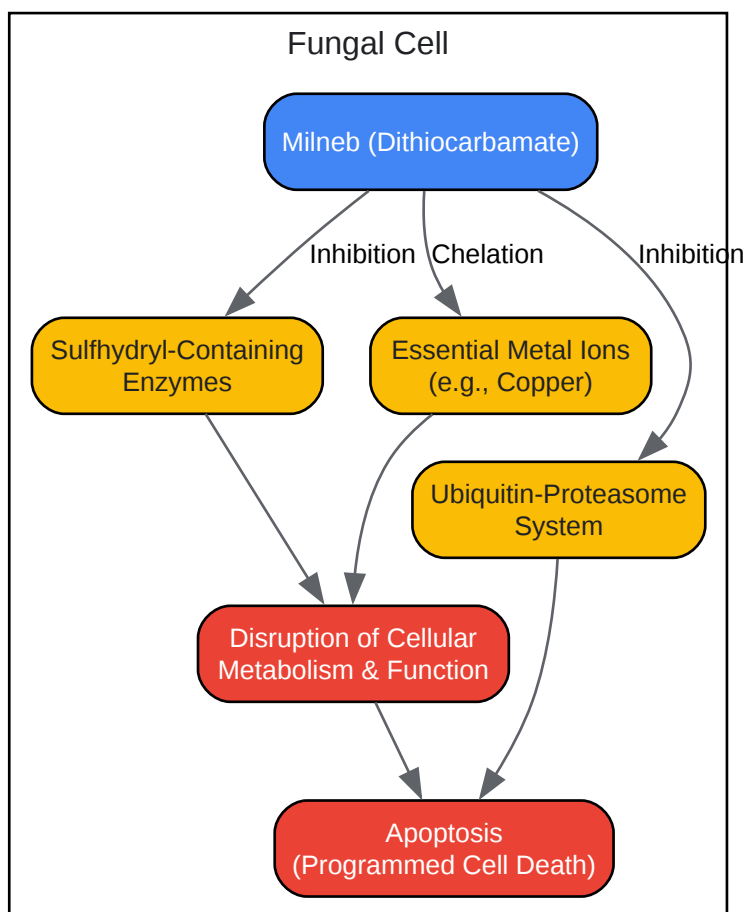 Fungal Cell
Milneb (Dithiocarbamate)
Inhibition
Chelation
Inhibition
Sulfhydryl-Containing
Enzymes
Essential Metal Ions
(e.g., Copper)
Ubiquitin-Proteasome
System
Disruption of Cellular
Metabolism & Function
Apoptosis
(Programmed Cell Death)